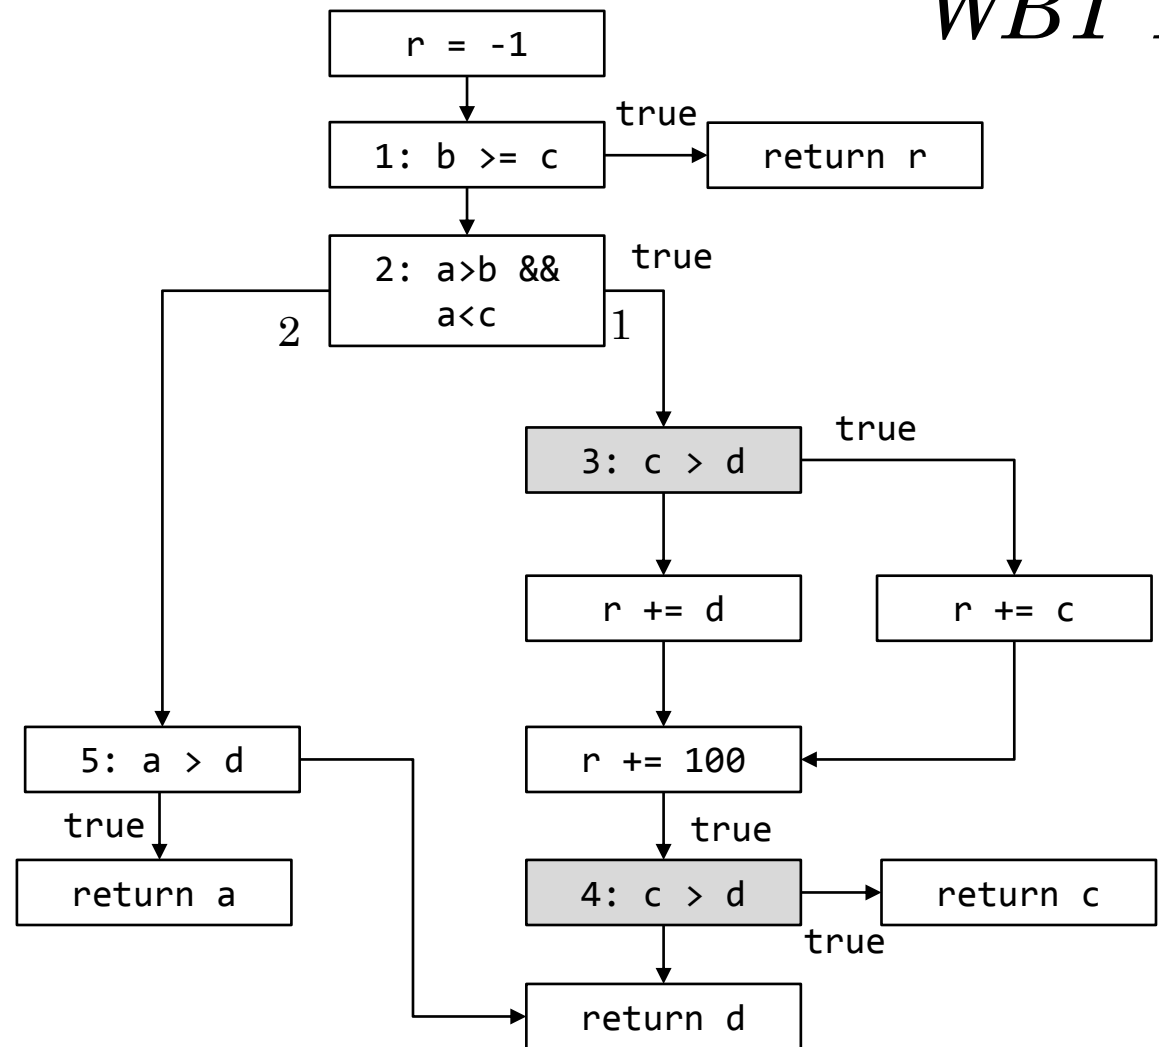 WBT
r = -1
true
1: b >= c
return r
2: a>b &&
a<c
true
2
1
3: c > d
true
r += d
r += c
5: a > d
r += 100
true
true
return a
4: c > d
return c
true
return d